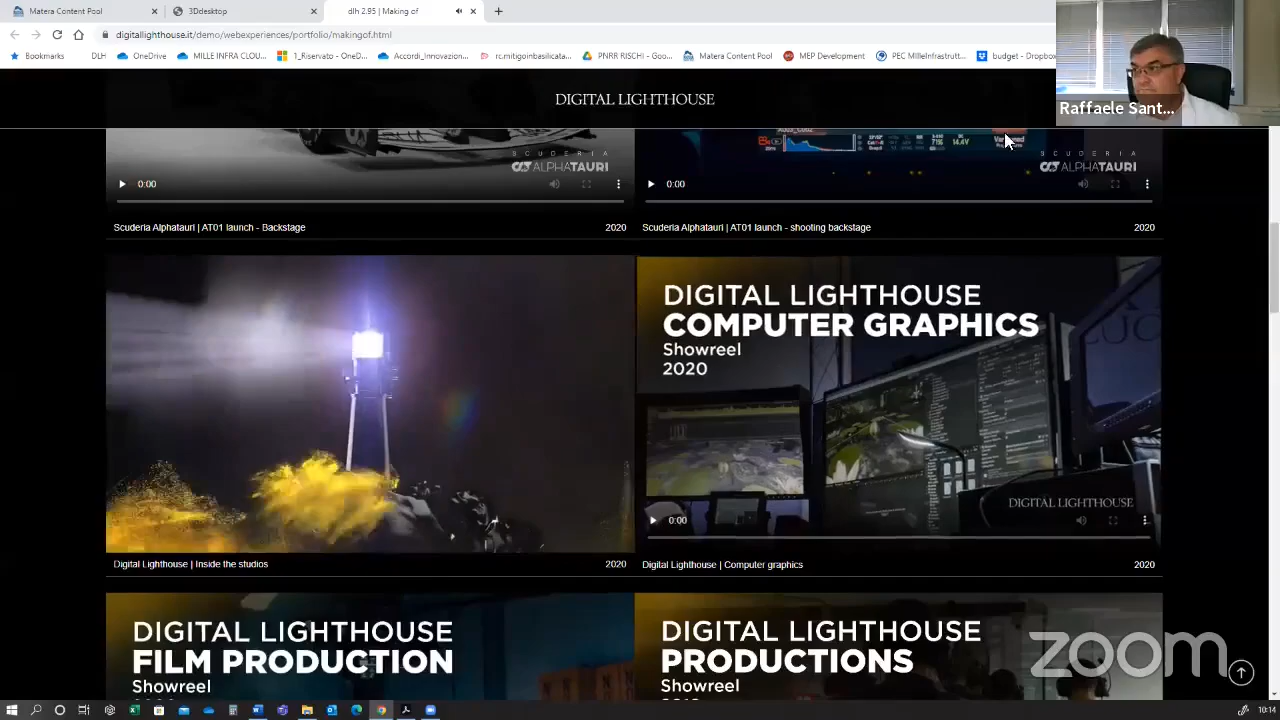 Matera Content Pool
3Ddesktop
dlh 2.95 | Making of
digitallighthouse.it/demo/webexperiences/portfolio/makingof.html
Bookmarks
DLH
OneDrive
MILLE INFRA CLOU...
1_Riservato - OneD...
Accordi_Innovazion...
rc.mitigoinbasilicata...
PNRR RISCHI - Goo...
Matera Content Pool
MEP Development
PEC MilleInfrastrutt...
budget - Dropbox
Raffaele Sant...
DIGITAL LIGHTHOUSE
SCUDERIA
ALPHATAURI
0:00
71%
14.4V
SCUDERIA
ALPHATAURI
0:00
Scuderia Alphatauri | AT01 launch - Backstage
2020
Scuderia Alphatauri | AT01 launch - shooting backstage
2020
DIGITAL LIGHTHOUSE
COMPUTER GRAPHICS
Showreel
2020
DIGITAL LIGHTHOUSE
0:00
Digital Lighthouse | Inside the studios
2020
Digital Lighthouse | Computer graphics
2020
DIGITAL LIGHTHOUSE
FILM PRODUCTION
Showreel
DIGITAL LIGHTHOUSE
PRODUCTIONS
Showreel
zoom
10:14